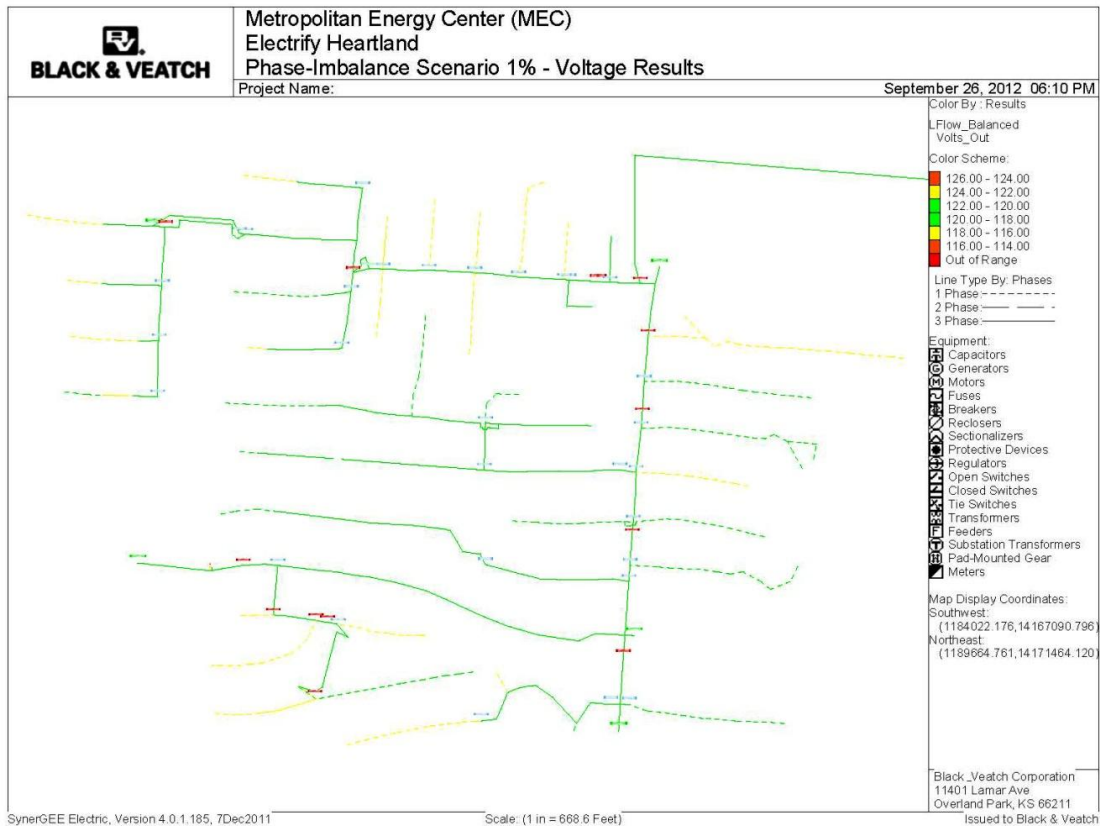 BV.
BLACK & VEATCH
Metropolitan Energy Center (MEC)
Electrify Heartland
Phase-Imbalance Scenario 1% - Voltage Results
Project Name:
September 26, 2012 06:10 PM
Color By : Results
LFlow_Balanced
Volts_Out
Color Scheme:
126.00 - 124.00
124.00 - 122.00
122.00 - 120.00
120.00 - 118.00
118.00 - 116.00
116.00 - 114.00
Out of Range
Line Type By: Phases
1 Phase:
2 Phase:
3 Phase:
Equipment:
Capacitors
G Generators
M Motors
Fuses
Breakers
Reclosers
Sectionalizers
Protective Devices
Regulators
Open Switches
Closed Switches
Tie Switches
Transformers
F Feeders
Substation Transformers
Pad-Mounted Gear
Meters
Map Display Coordinates:
Southwest:
(1184022.176,14167090.796)
Northeast:
(1189664.761,14171464.120)
Black _Veatch Corporation
11401 Lamar Ave
Overland Park, KS 66211
SynerGEE Electric, Version 4.0.1.185, 7Dec2011
Scale: (1 in = 668.6 Feet)
Issued to Black & Veatch